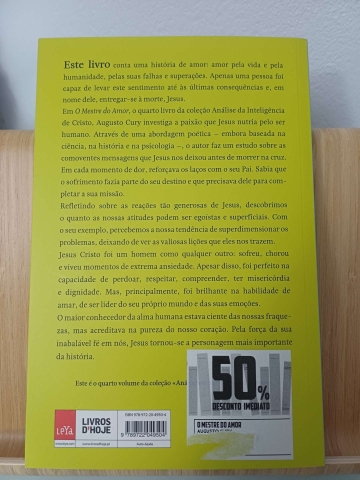 Este livro conta uma história de amor: amor pela vida e pela
humanidade, pelas suas falhas e superações. Apenas uma pessoa foi
capaz de levar este sentimento até às últimas consequências e, em
nome dele, entregar-se à morte, Jesus.
Em O Mestre do Amor, o quarto livro da coleção Análise da Inteligência
de Cristo, Augusto Cury investiga a paixão que Jesus nutria pelo ser
humano. Através de uma abordagem poética – embora baseada na
ciência, na história e na psicologia –, o autor faz um estudo sobre as
comoventes mensagens que Jesus nos deixou antes de morrer na cruz.
Em cada momento de dor, reforçava os laços com o seu Pai. Sabia que
o sofrimento fazia parte do seu destino e que precisava dele para com-
pletar a sua missão.
Refletindo sobre as reações tão generosas de Jesus, descobrimos
o quanto as nossas atitudes podem ser egoístas e superficiais. Com
o seu exemplo, percebemos a nossa tendência de superdimensionar os
problemas, deixando de ver as valiosas lições que eles nos trazem.
Jesus Cristo foi um homem como qualquer outro: sofreu, chorou
e viveu momentos de extrema ansiedade. Apesar disso, foi perfeito na
capacidade de perdoar, respeitar, compreender, ter misericórdia
e dignidade. Mas, principalmente, foi brilhante na habilidade de
amar, de ser líder do seu próprio mundo e das suas emoções.
O maior conhecedor da alma humana estava ciente das nossas fraque-
zas, mas acreditava na pureza do nosso coração. Pela força da sua
inabalável fé em nós, Jesus tornou-se a personagem mais importante
da história.
Este é o quarto volume da coleção «Aná
50%
DESCONTO IMEDIATO
O MESTRE DO AMOR
AUGUSTO
LeYa
LIVROS
D'HOJE